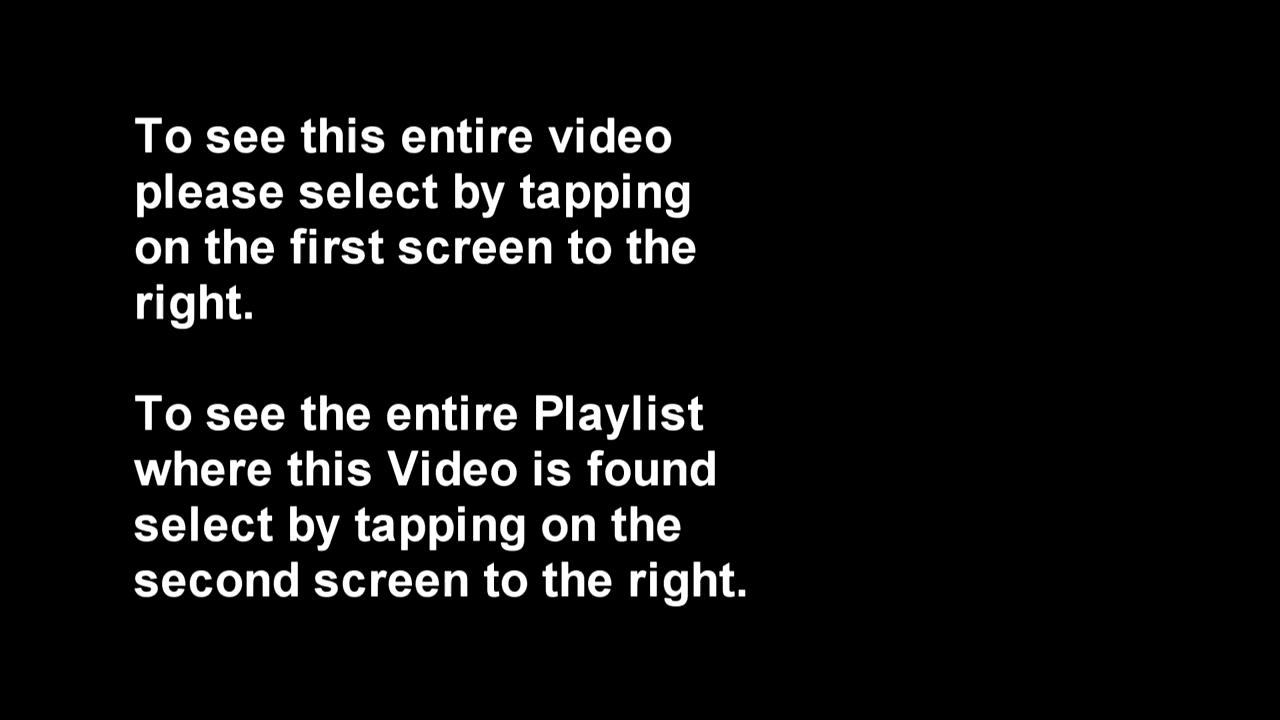 To see this entire video
please select by tapping
on the first screen to the
right.
To see the entire Playlist
where this Video is found
select by tapping on the
second screen to the right.